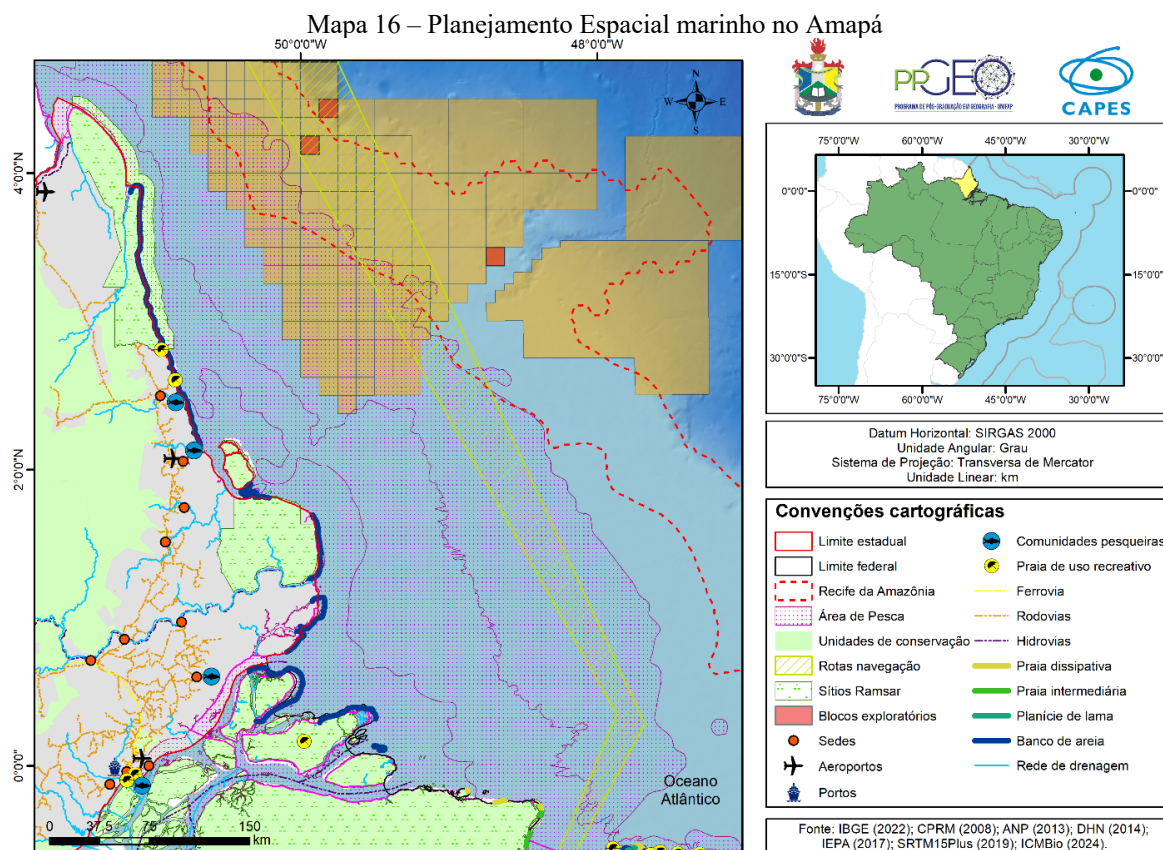 Mapa 16 – Planejamento Espacial marinho no Amapá
50°0'0"W 48°0'0"W
4°0'0"N
2°0'0"N
0°0'0"
N
W E
S
Oceano
Atlântico
0 37,5 75 150
km
PPGEO
PROGRAMA DE PÓS-GRADUAÇÃO EM GEOGRAFIA - UNIFAP
CAPES
75°0'0"W 60°0'0"W 45°0'0"W 30°0'0"W
0°0'0" 0°0'0"
15°0'0"S 15°0'0"S
30°0'0"S 30°0'0"S
75°0'0"W 60°0'0"W 45°0'0"W 30°0'0"W
Datum Horizontal: SIRGAS 2000
Unidade Angular: Grau
Sistema de Projeção: Transversa de Mercator
Unidade Linear: km
Convenções cartográficas
Limite estadual
Limite federal
Recife da Amazônia
Área de Pesca
Unidades de conservação
Rotas navegação
Sítios Ramsar
Blocos exploratórios
Sedes
Aeroportos
Portos
Comunidades pesqueiras
Praia de uso recreativo
Ferrovia
Rodovias
Hidrovias
Praia dissipativa
Praia intermediária
Planície de lama
Banco de areia
Rede de drenagem
Fonte: IBGE (2022); CPRM (2008); ANP (2013); DHN (2014);
IEPA (2017); SRTM15Plus (2019); ICMBio (2024).